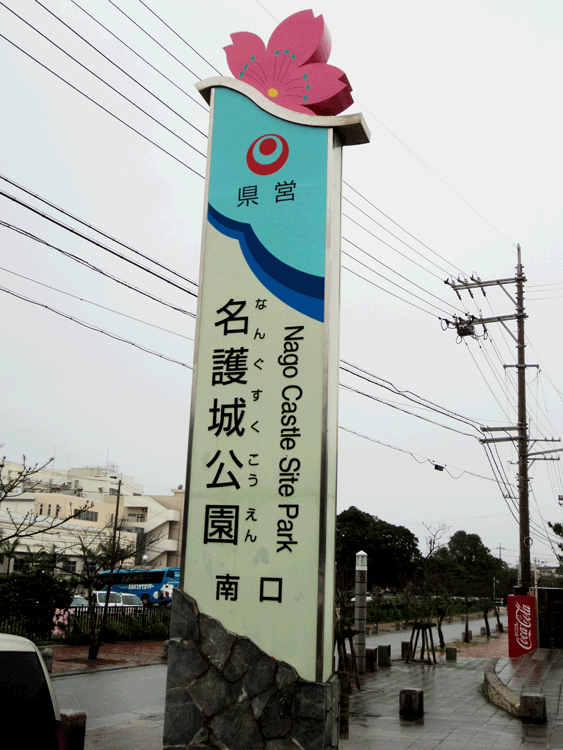 県営
名護城公園
なんぐすくこうえん
Nago Castle Site Park
南口
Coca-Cola